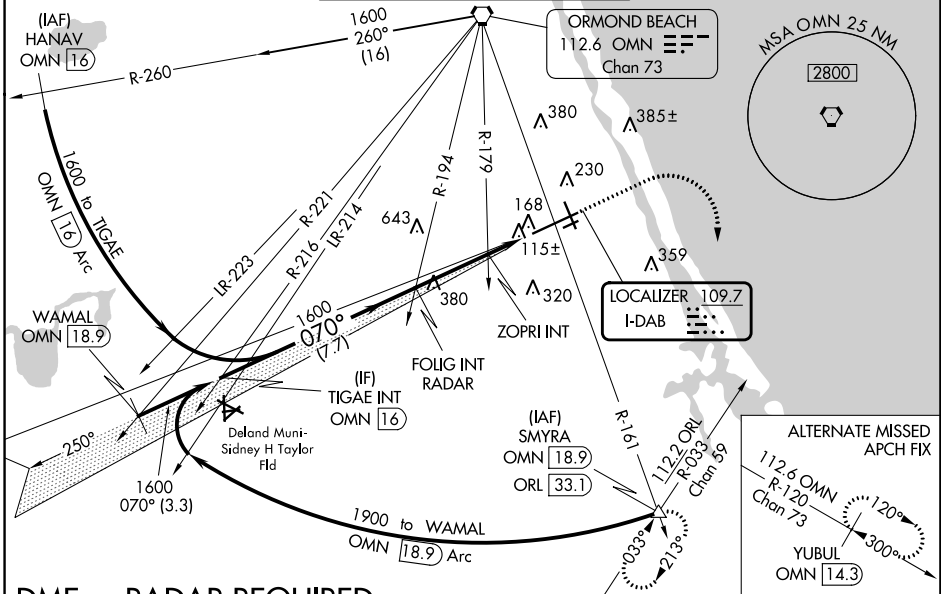 (IAF)
HANAV
OMN 16
1600
260°
(16)
R-260
ORMOND BEACH
112.6 OMN
Chan 73
MSA OMN 25 NM
2800
1600 to TIGAE
OMN 16 Arc
LR-223
R-221
R-216
LR-214
R-194
R-179
380
385±
230
643
168
115±
359
380
320
LOCALIZER 109.7
I-DAB
WAMAL
OMN 18.9
1600
070°
(7.7)
ZOPRI INT
FOLIG INT
RADAR
(IF)
TIGAE INT
OMN 16
Deland Muni-
Sidney H Taylor
Fld
250°
1600
070° (3.3)
R-161
(IAF)
SMYRA
OMN 18.9
ORL 33.1
112.2 ORL
R-033
Chan 59
1900 to WAMAL
OMN 18.9 Arc
033°
213°
ALTERNATE MISSED
APCH FIX
112.6 OMN
R-120
Chan 73
120°
300°
YUBUL
OMN 14.3